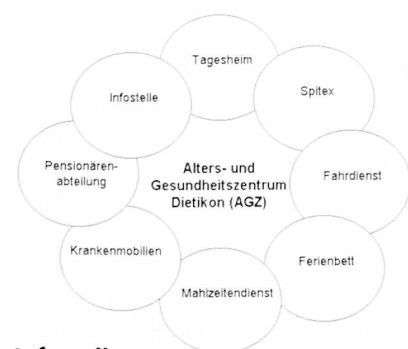 Tagesheim
Infostelle
Spitex
Pensionären-
abteilung
Alters- und
Gesundheitszentrum
Dietikon (AGZ)
Fahrdienst
Krankenmobilien
Ferienbett
Mahlzeitendienst